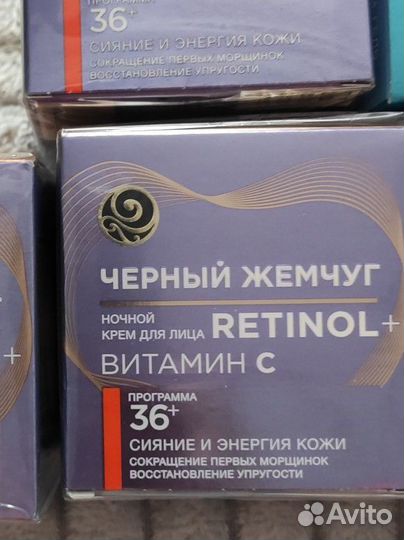 ПРОГРАММА
36+
СИЯНИЕ И ЭНЕРГИЯ КОЖИ
СОКРАЩЕНИЕ ПЕРВЫХ МОРЩИНОК
ВОССТАНОВЛЕНИЕ УПРУГОСТИ
ЧЕРНЫЙ ЖЕМЧУГ
НОЧНОЙ
КРЕМ ДЛЯ ЛИЦА RETINOL+
+ ВИТАМИН С
ПРОГРАММА
36+
СИЯНИЕ И ЭНЕРГИЯ КОЖИ
СОКРАЩЕНИЕ ПЕРВЫХ МОРЩИНОК
ВОССТАНОВЛЕНИЕ УПРУГОСТИ
Avito